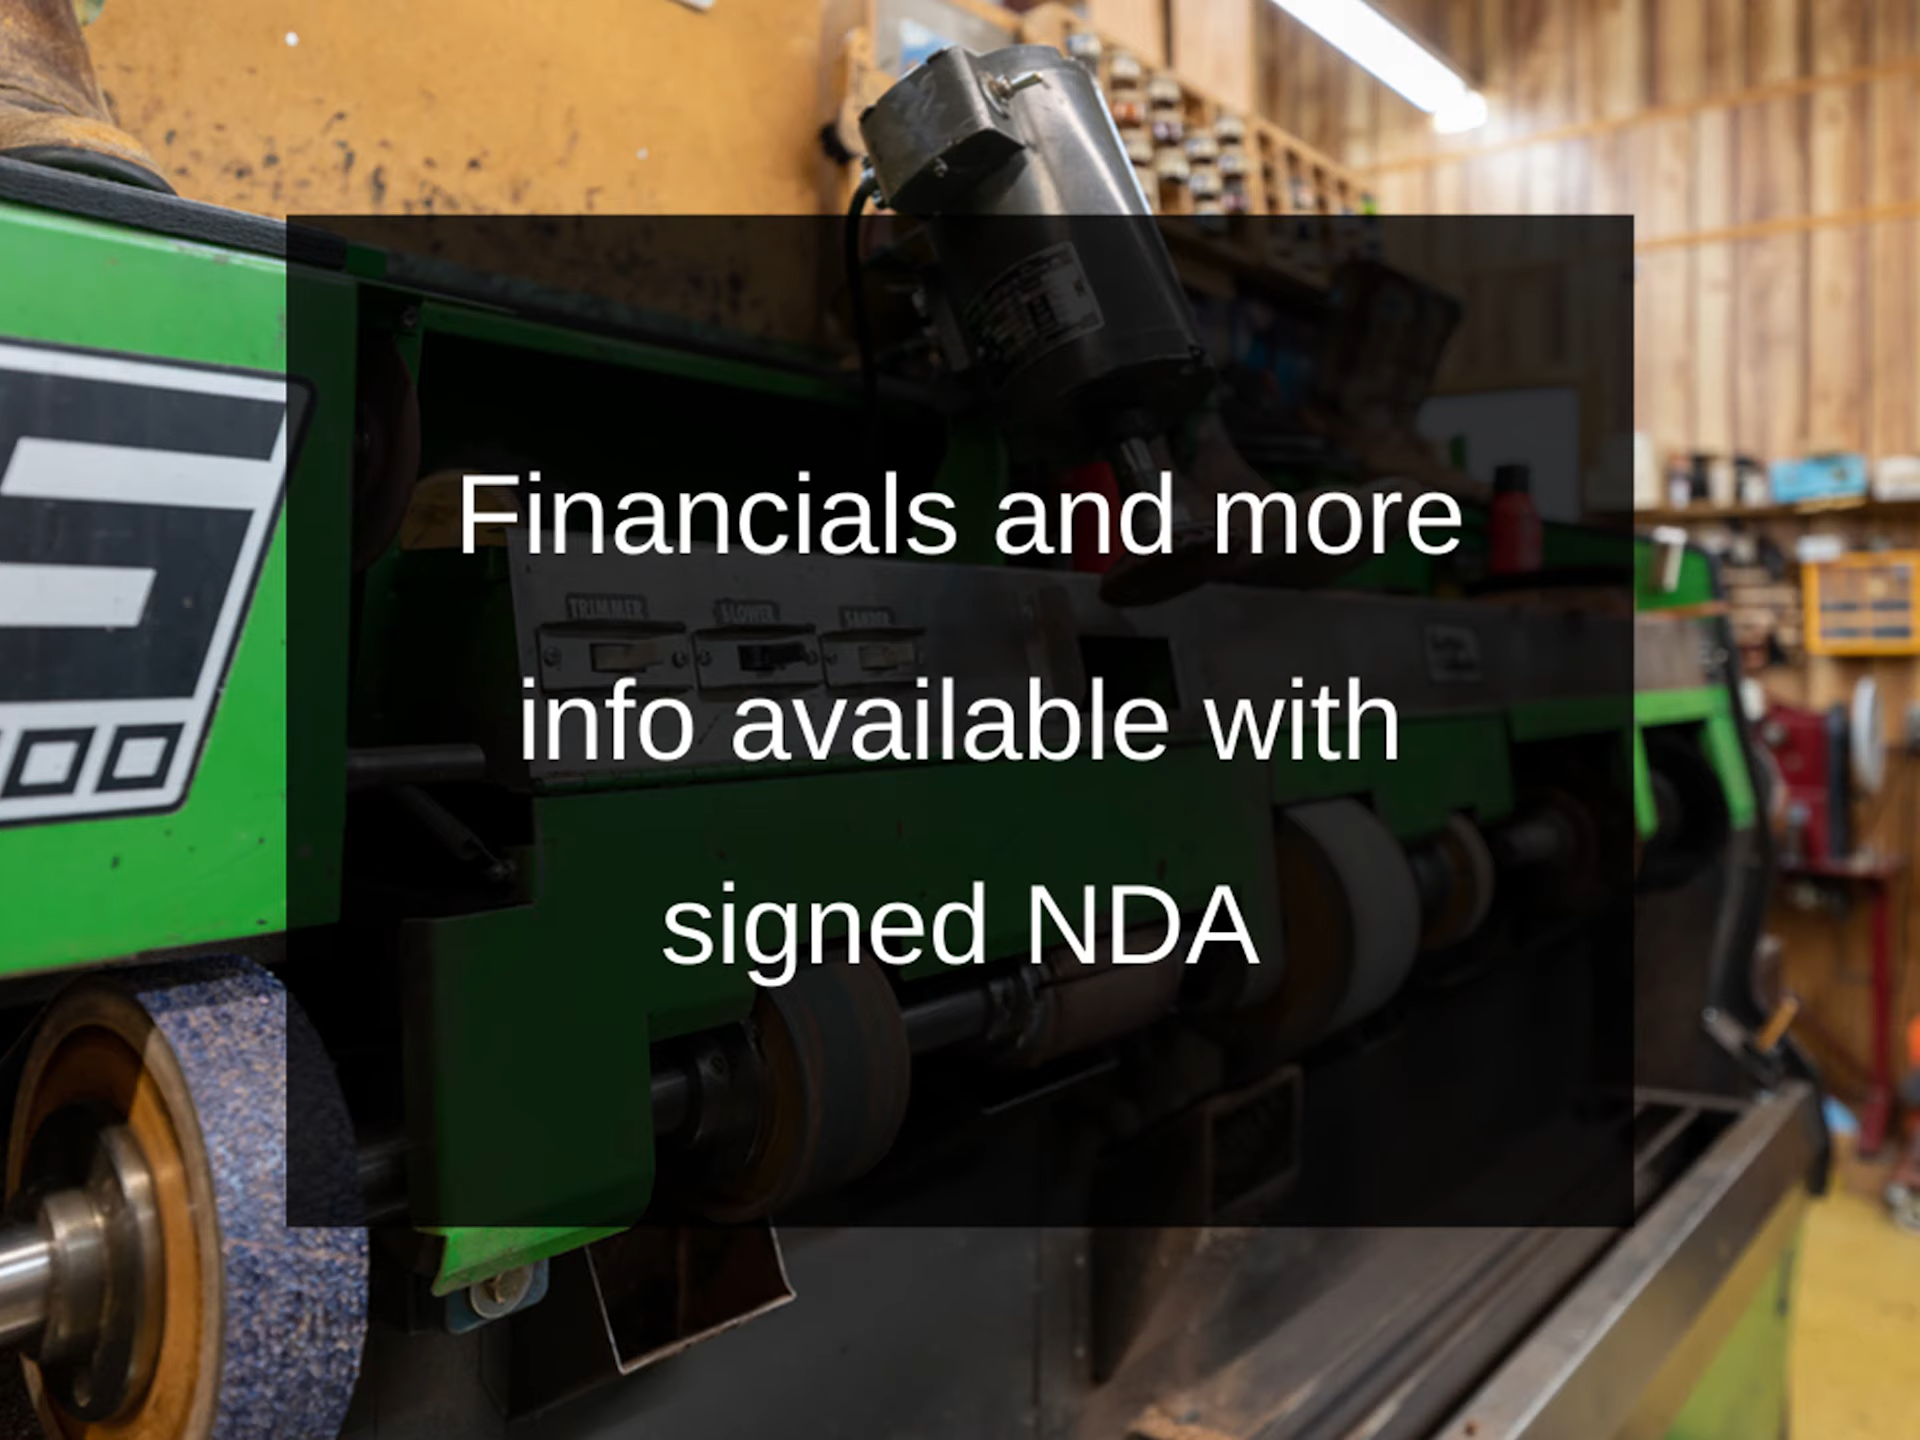 Financials and more
TRIMMER
BLOWER
SANDER
info available with
signed NDA